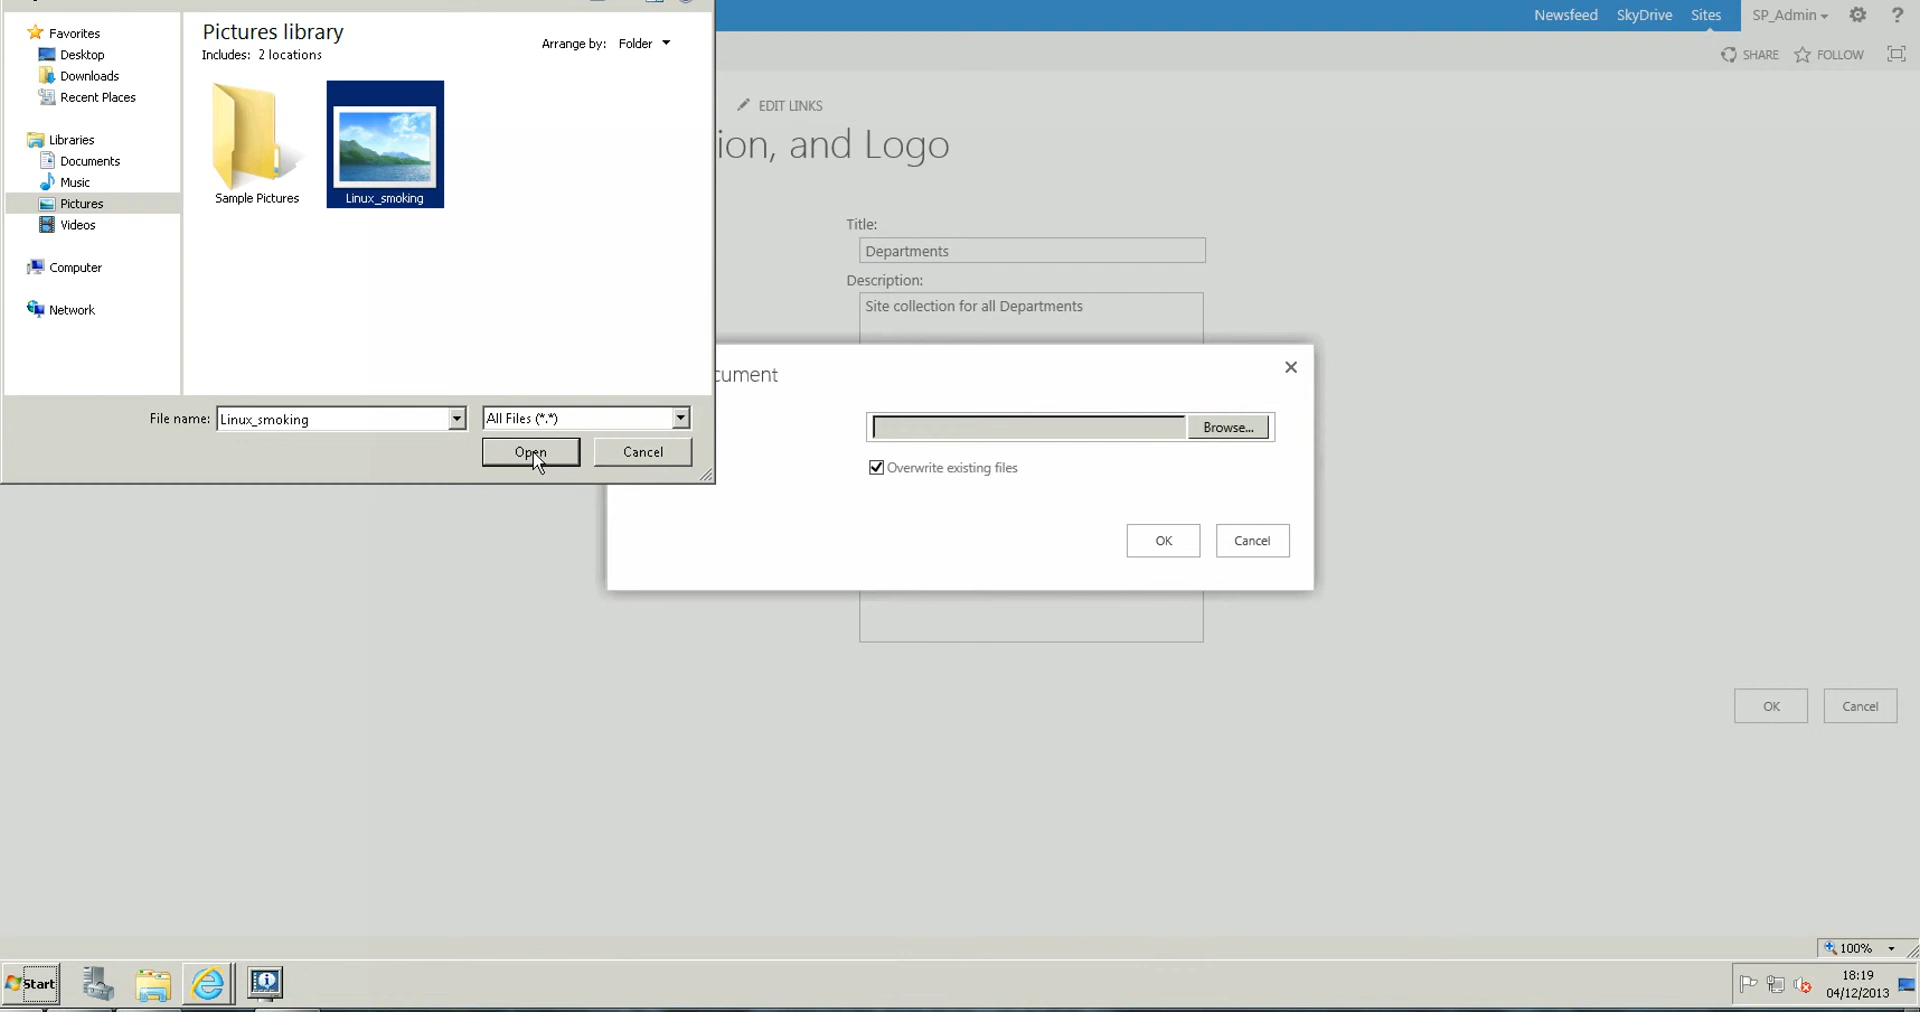 Newsfeed SkyDrive Sites SP_Admin ?
SHARE FOLLOW
EDIT LINKS
ion, and Logo
Favorites
Desktop
Downloads
Recent Places
Libraries
Documents
Music
Pictures
Videos
Computer
Network
Pictures library
Includes: 2 locations
Arrange by: Folder
Sample Pictures
Linux_smoking
File name: Linux_smoking
All Files (*.*)
Open
Cancel
Title:
Departments
Description:
Site collection for all Departments
cument
Browse...
Overwrite existing files
OK
Cancel
OK
Cancel
100%
Start
18:19
04/12/2013